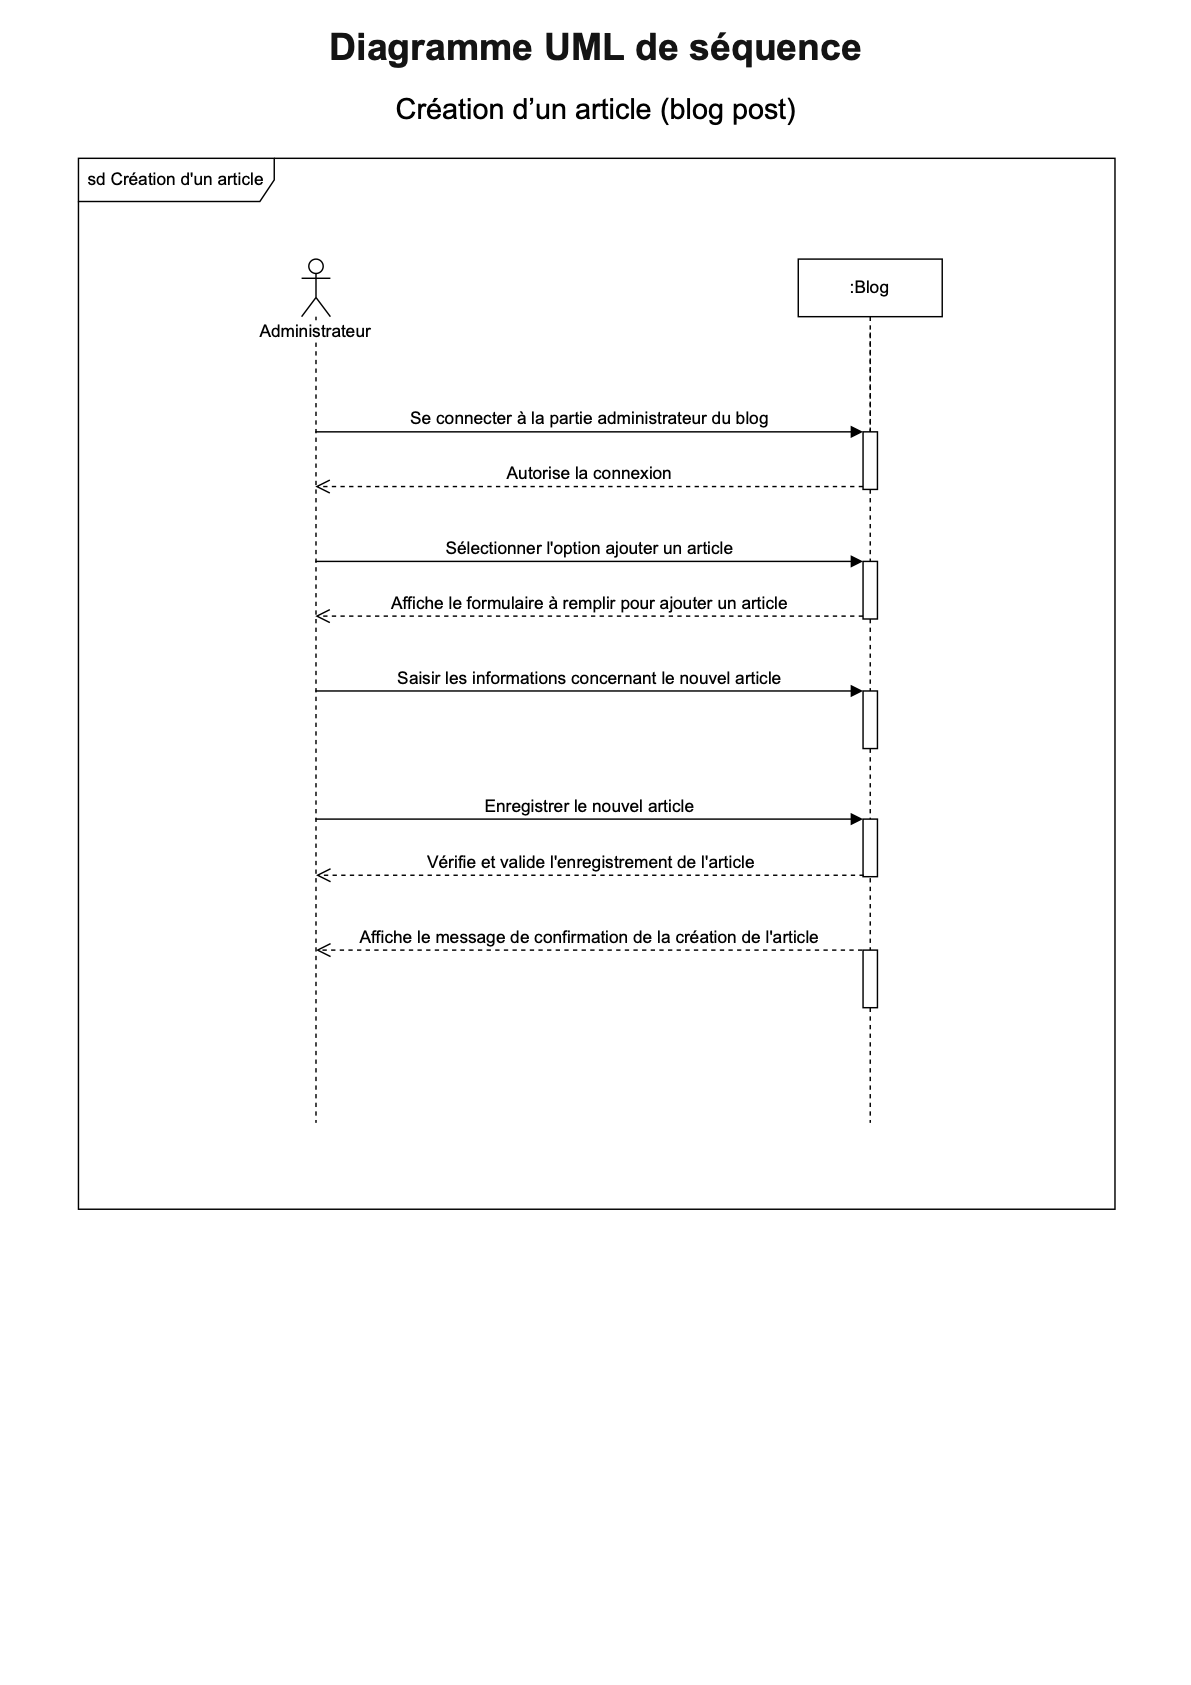 Diagramme UML de séquence
Création d’un article (blog post)
sd Création d'un article
Administrateur
:Blog
Se connecter à la partie administrateur du blog
Autorise la connexion
Sélectionner l'option ajouter un article
Affiche le formulaire à remplir pour ajouter un article
Saisir les informations concernant le nouvel article
Enregistrer le nouvel article
Vérifie et valide l'enregistrement de l'article
Affiche le message de confirmation de la création de l'article